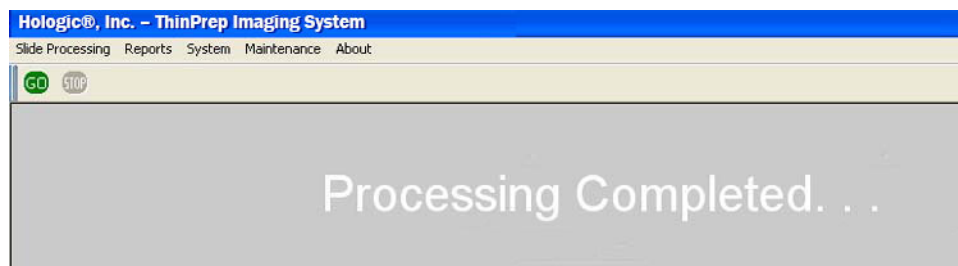 Hologic®, Inc. – ThinPrep Imaging System
Slide Processing Reports System Maintenance About
GO STOP
Processing Completed. . .